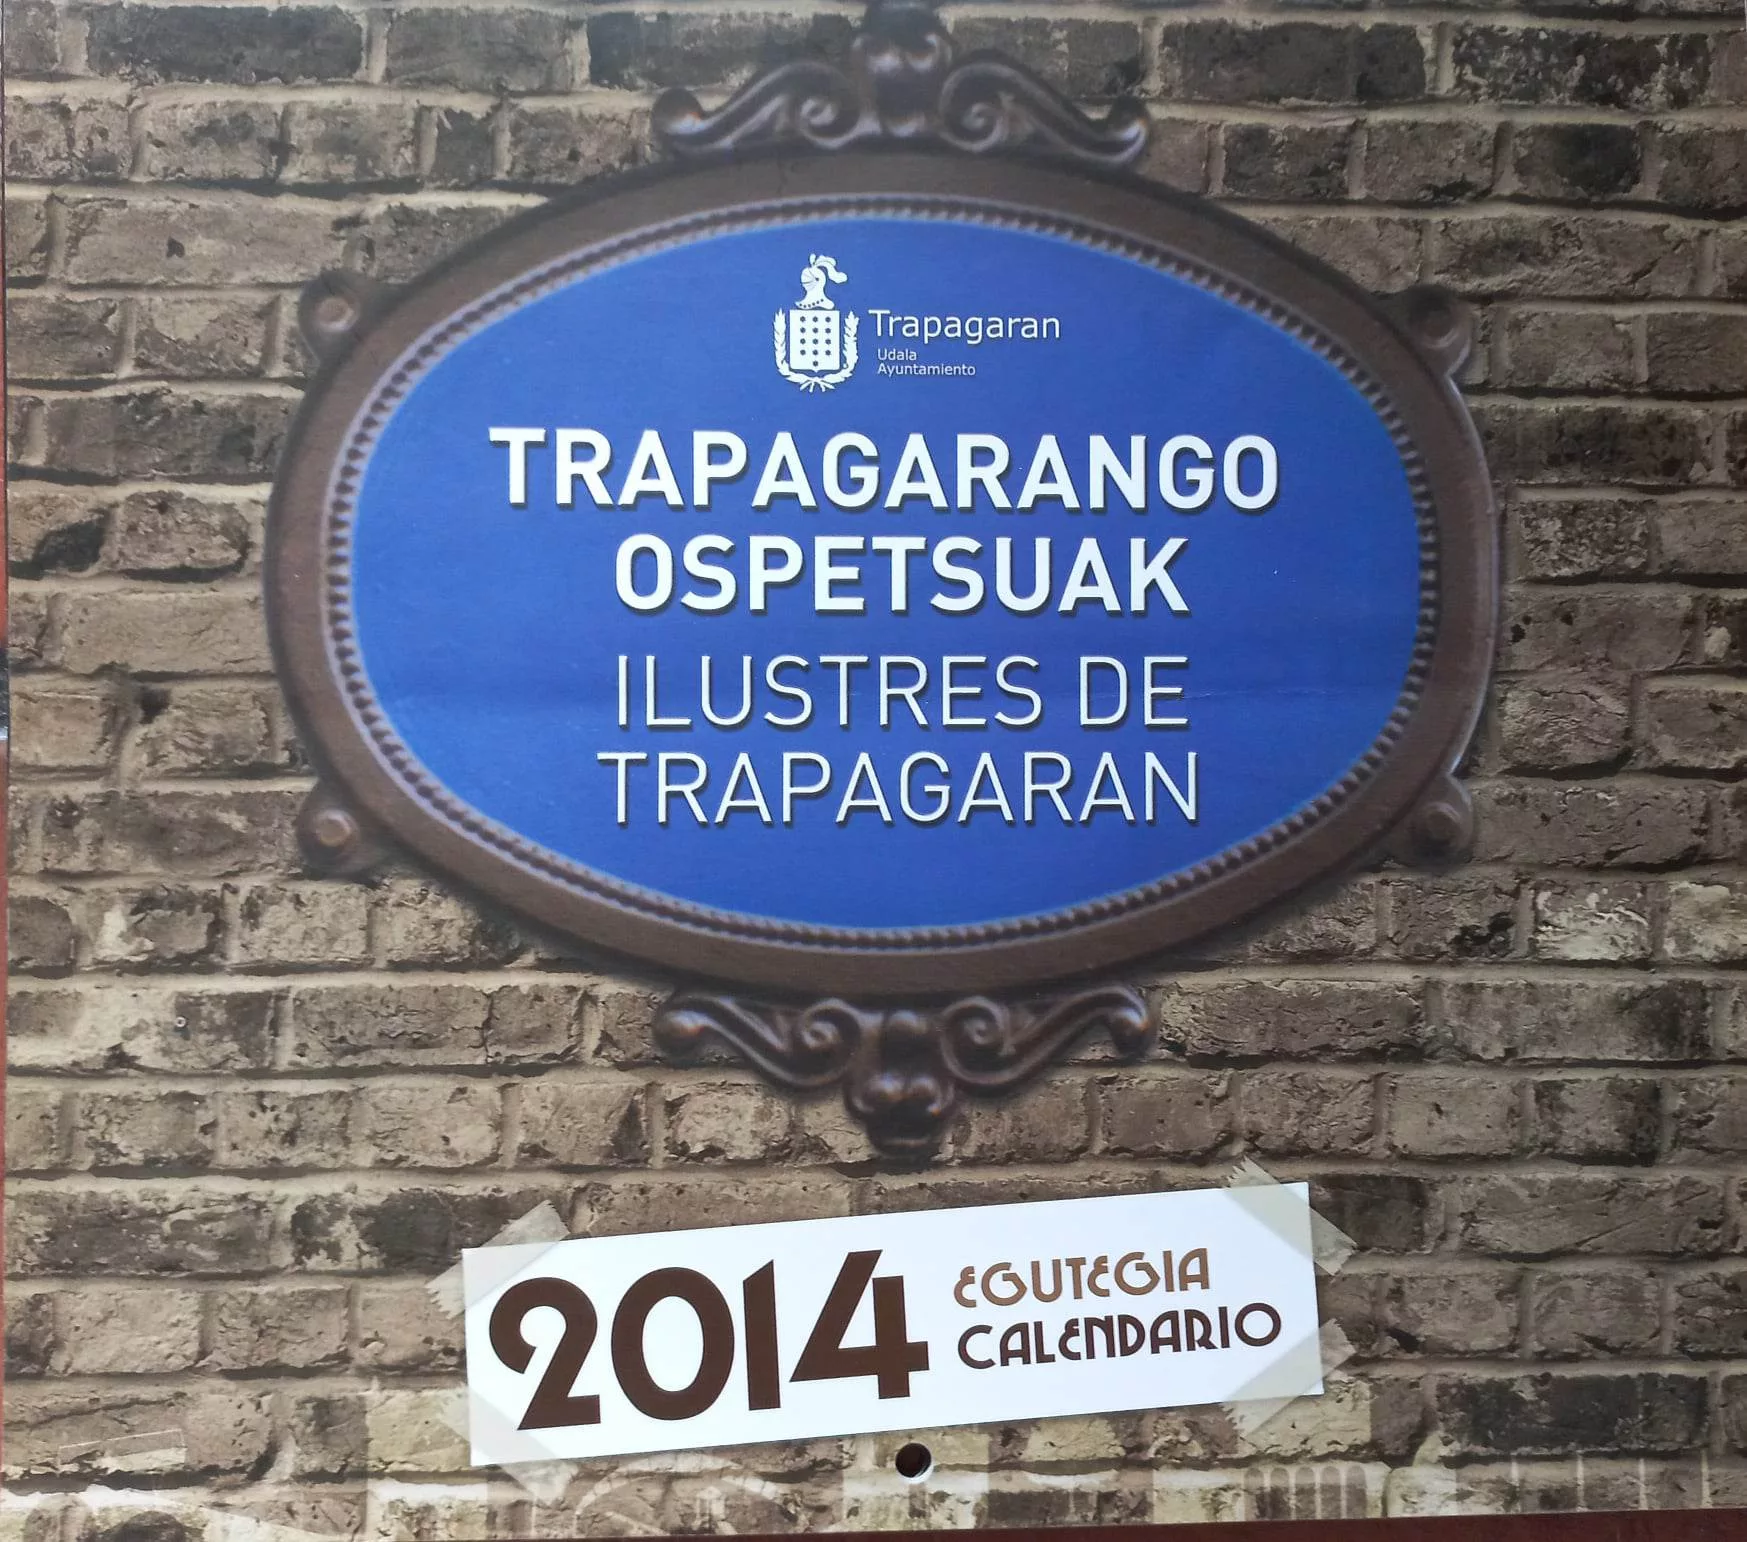 Trapagaran
Udala
Ayuntamiento
TRAPAGARANGO
OSPETSUAK
ILUSTRES DE
TRAPAGARAN
2014
EGUTEGIA
CALENDARIO